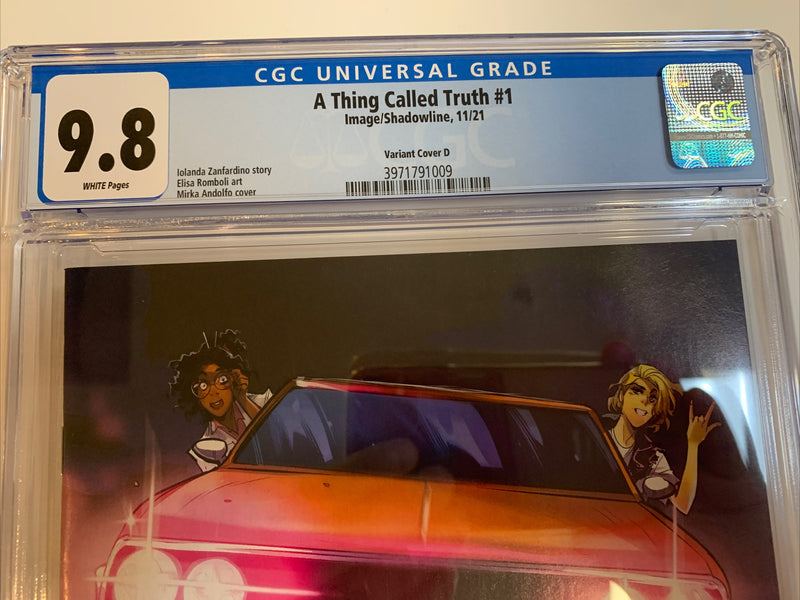 CGC UNIVERSAL GRADE
9.8
WHITE Pages
A Thing Called Truth #1
Image/Shadowline, 11/21
Variant Cover D
3971791009
Iolanda Zanfardino story
Elisa Romboli art
Mirka Andolfo cover
CGC